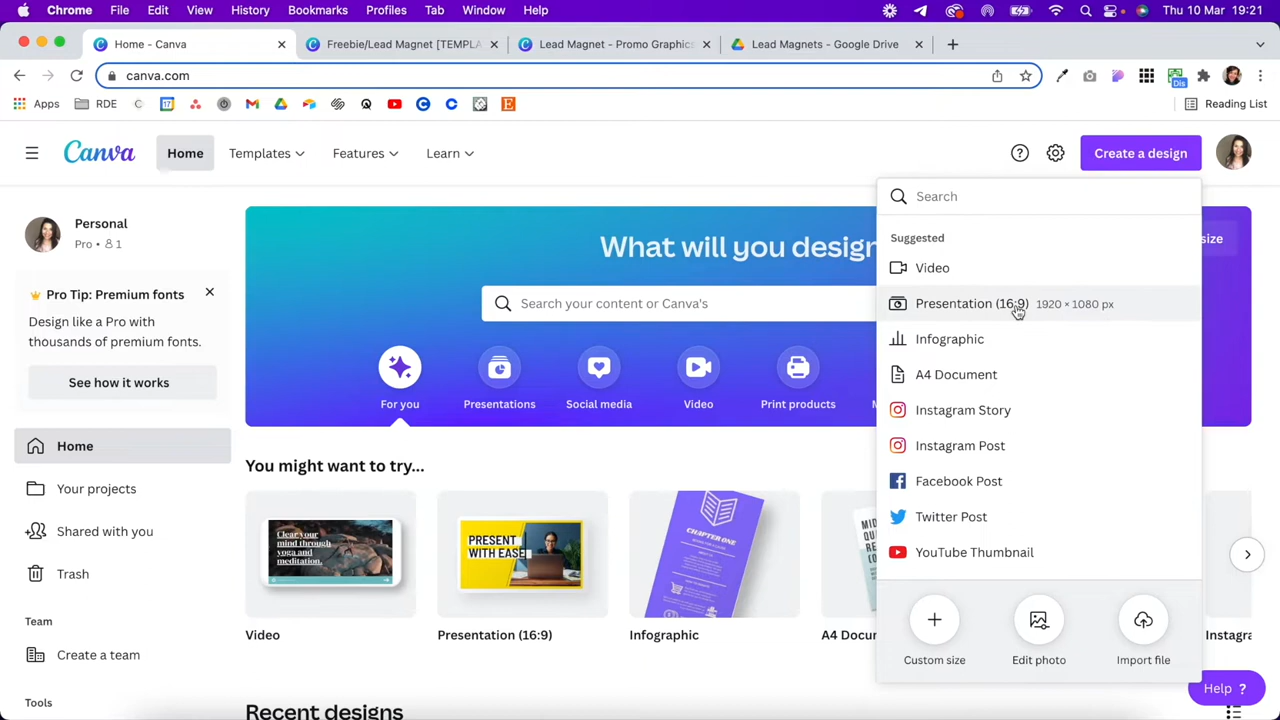 Chrome File Edit View History Bookmarks Profiles Tab Window Help Thu 10 Mar 19:21
Home - Canva Freebie/Lead Magnet [TEMPL Lead Magnet - Promo Graphics Lead Magnets - Google Drive
canva.com
Apps RDE Reading List
Canva Home Templates Features Learn Create a design
Search
Personal
Pro • 1
Suggested
What will you design
size
Video
Pro Tip: Premium fonts
Search your content or Canva's
Presentation (16:9) 1920 × 1080 px
Design like a Pro with
thousands of premium fonts.
Infographic
See how it works
A4 Document
For you Presentations Social media Video Print products
Instagram Story
Home
Instagram Post
You might want to try...
Your projects
Facebook Post
Shared with you
Twitter Post
Clear your
mind through
yoga and
meditation.
PRESENT
WITH EASE
CHAPTER ONE
YouTube Thumbnail
Trash
Team
Video Presentation (16:9) Infographic A4 Docum Instagra
Create a team
Custom size Edit photo Import file
Help ?
Tools
Recent designs